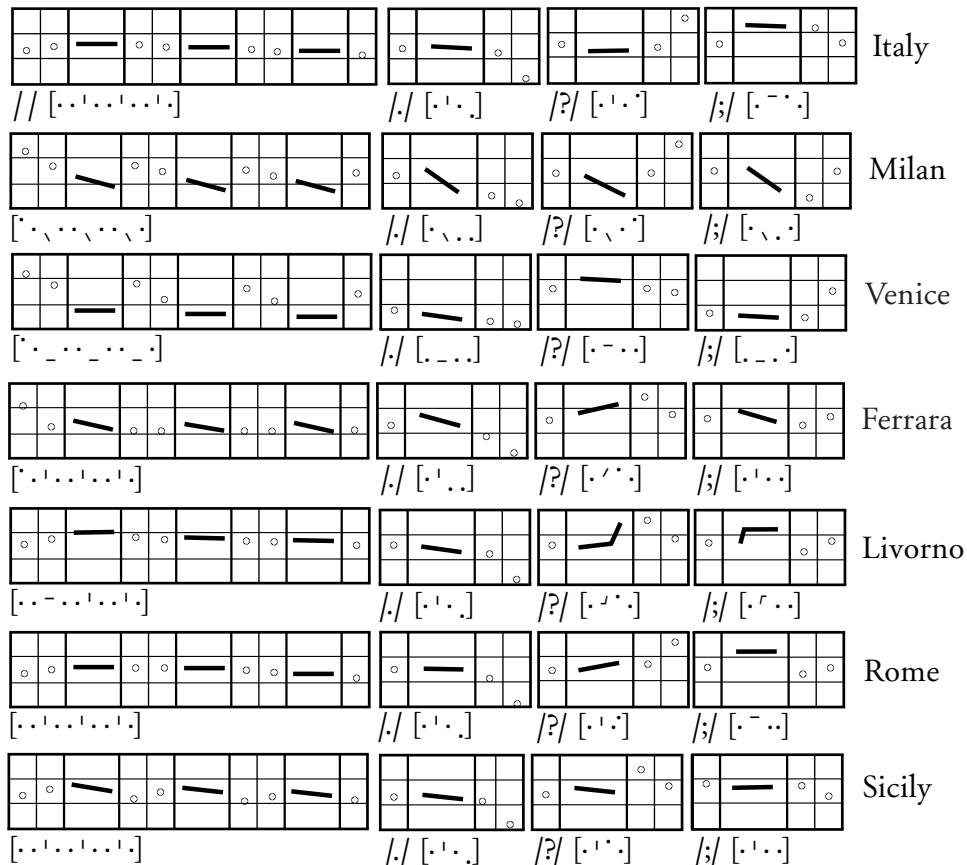 Italy
/ / [· · ˈ · · ˈ · · ˈ ·] /./ [· ˈ · .] /?/ [· ˈ · ˙] /;/ [· ¯ ˙ ·]
Milan
[˙ · ˎ · · ˎ · · ˎ ·] /./ [· ˎ . .] /?/ [· ˎ · ˙] /;/ [· ˎ . ·]
Venice
[˙ · _ · · _ · · _ ·] /./ [. _ . .] /?/ [· ¯ · ·] /;/ [. _ . ·]
Ferrara
[˙ · ˈ · · ˈ · · ˈ ·] /./ [· ˈ . .] /?/ [· ˊ ˙ ·] /;/ [· ˈ · ·]
Livorno
[· · ¯ · · ˈ · · ˈ ·] /./ [· ˈ · .] /?/ [· ⌏ ˙ ·] /;/ [· ⌜ · ·]
Rome
[· · ˈ · · ˈ · · ˈ ·] /./ [· ˈ · .] /?/ [· ˈ · ˙] /;/ [· ¯ · ·]
Sicily
[· · ˈ · · ˈ · · ˈ ·] /./ [· ˈ · .] /?/ [· ˈ ˙ ·] /;/ [· ˈ · ·]